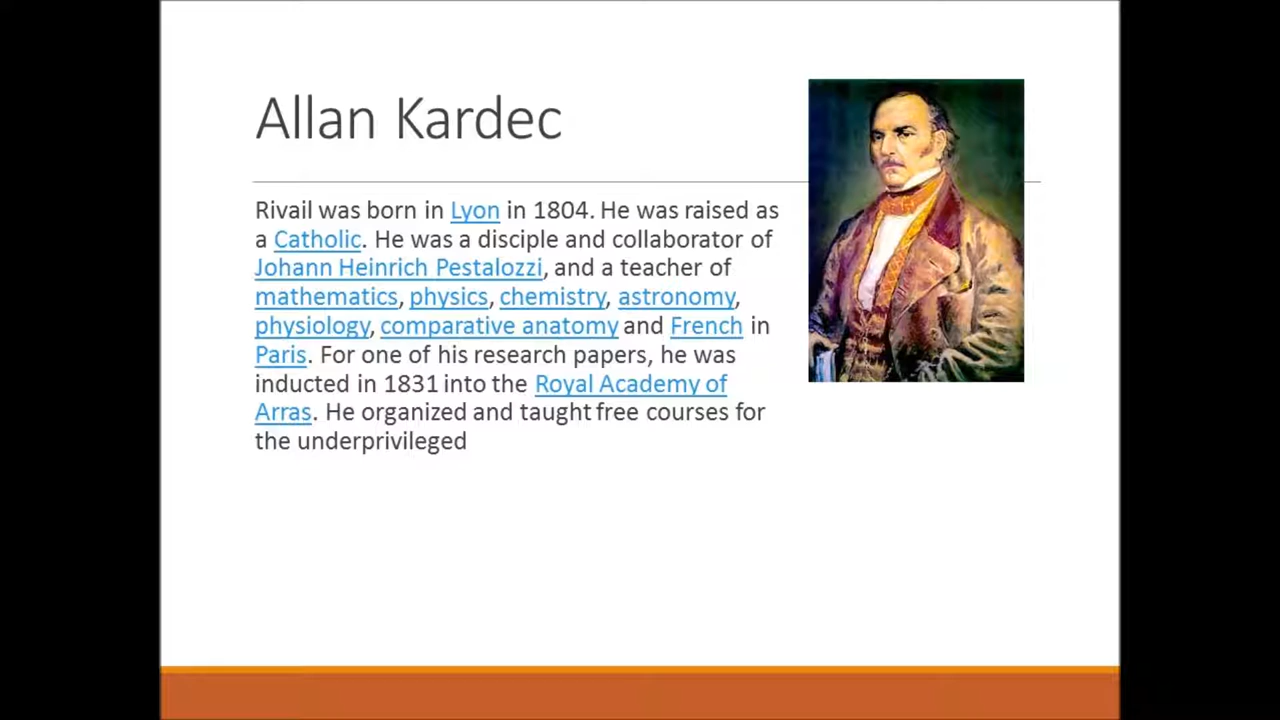 Allan Kardec
Rivail was born in Lyon in 1804. He was raised as
a Catholic. He was a disciple and collaborator of
Johann Heinrich Pestalozzi, and a teacher of
mathematics, physics, chemistry, astronomy,
physiology, comparative anatomy and French in
Paris. For one of his research papers, he was
inducted in 1831 into the Royal Academy of
Arras. He organized and taught free courses for
the underprivileged